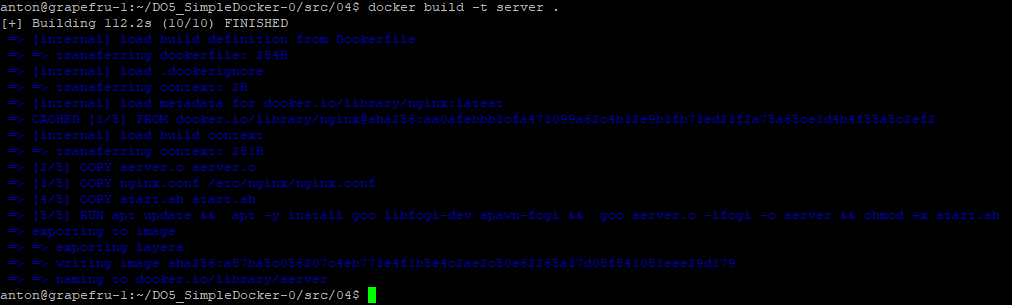 anton@grapefru-l:~/DO5_SimpleDocker-0/src/04$ docker build -t server .
[+] Building 112.2s (10/10) FINISHED
=> [internal] load build definition from Dockerfile
=> => transferring dockerfile: 284B
=> [internal] load .dockerignore
=> => transferring context: 2B
=> [internal] load metadata for docker.io/library/nginx:latest
=> CACHED [1/5] FROM docker.io/library/nginx@sha256:aa0afebbb3cfa473099a62c4b32e9b3fb73ed23f2a75a65ce1d4b4f55a5c2ef2
=> [internal] load build context
=> => transferring context: 281B
=> [2/5] COPY server.c server.c
=> [3/5] COPY nginx.conf /etc/nginx/nginx.conf
=> [4/5] COPY start.sh start.sh
=> [5/5] RUN apt update && apt -y install gcc libfcgi-dev spawn-fcgi && gcc server.c -lfcgi -o server && chmod +x start.sh
=> exporting to image
=> => exporting layers
=> => writing image sha256:a87ba5c056207c4eb773e4f1b5e4c2ae2c50e62265a37d08f841081eee29d179
=> => naming to docker.io/library/server
anton@grapefru-l:~/DO5_SimpleDocker-0/src/04$